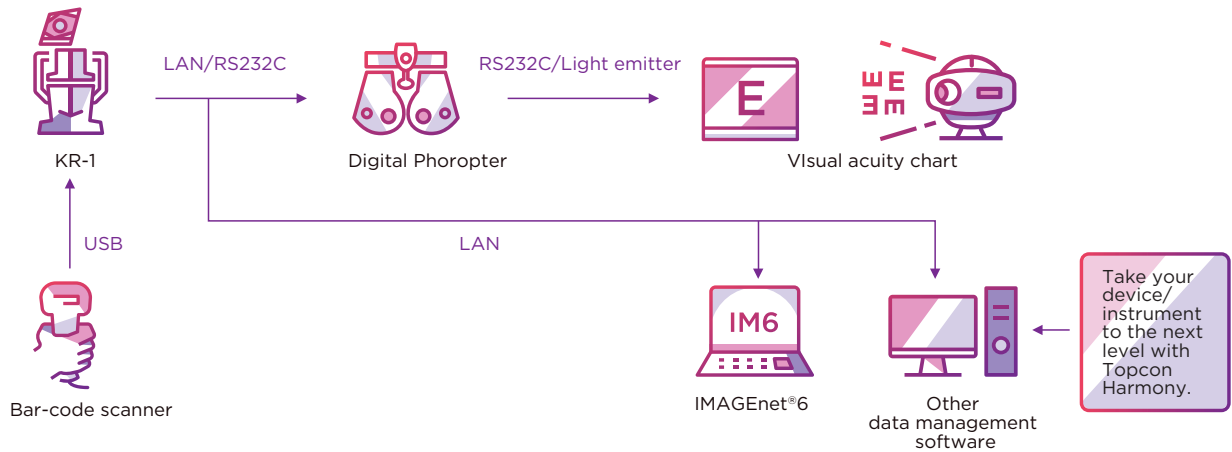 LAN/RS232C
RS232C/Light emitter
E
KR-1
Digital Phoropter
VIsual acuity chart
USB
LAN
IM6
Take your
device/
instrument
to the next
level with
Topcon
Harmony.
Bar-code scanner
IMAGEnet®6
Other
data management
software